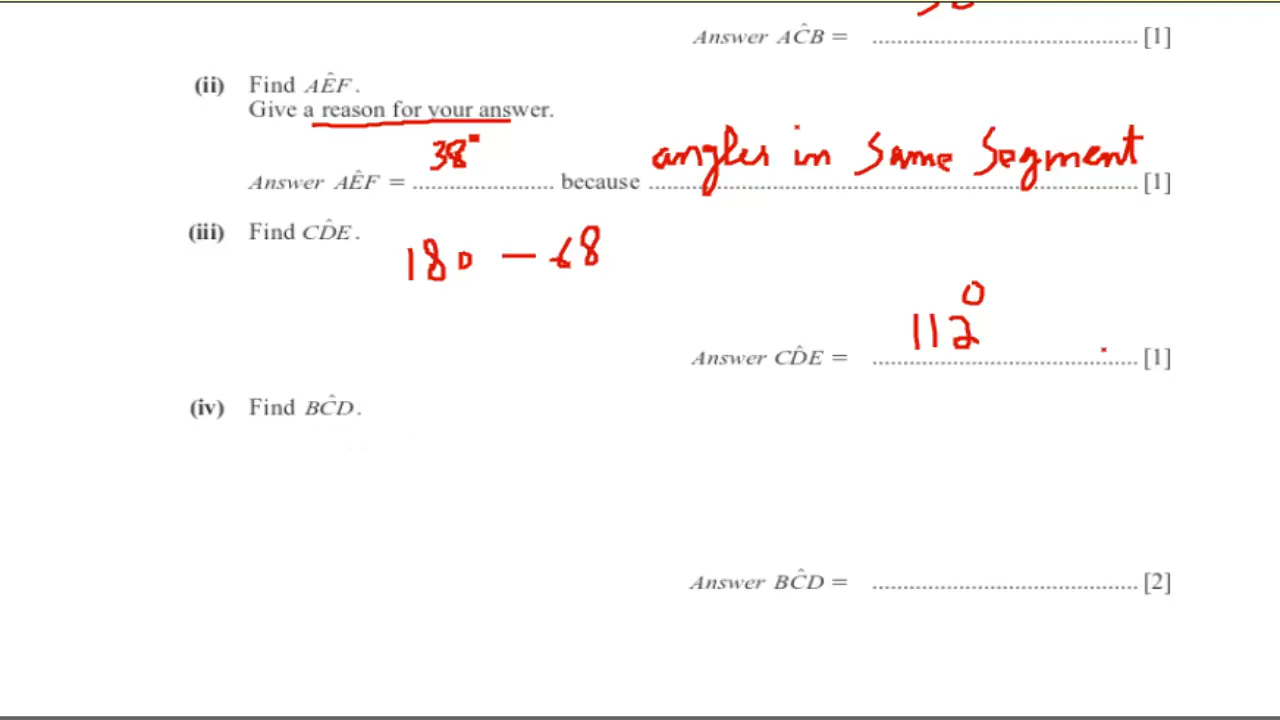 Answer AĈB = ............................................ [1]
(ii) Find AÊF.
Give a reason for your answer.
38° angles in same segment
Answer AÊF = ....................... because ................................................................................ [1]
(iii) Find CD̂E.
180 - 68
112°
Answer CD̂E = ............................................ [1]
(iv) Find BĈD.
Answer BĈD = ............................................ [2]